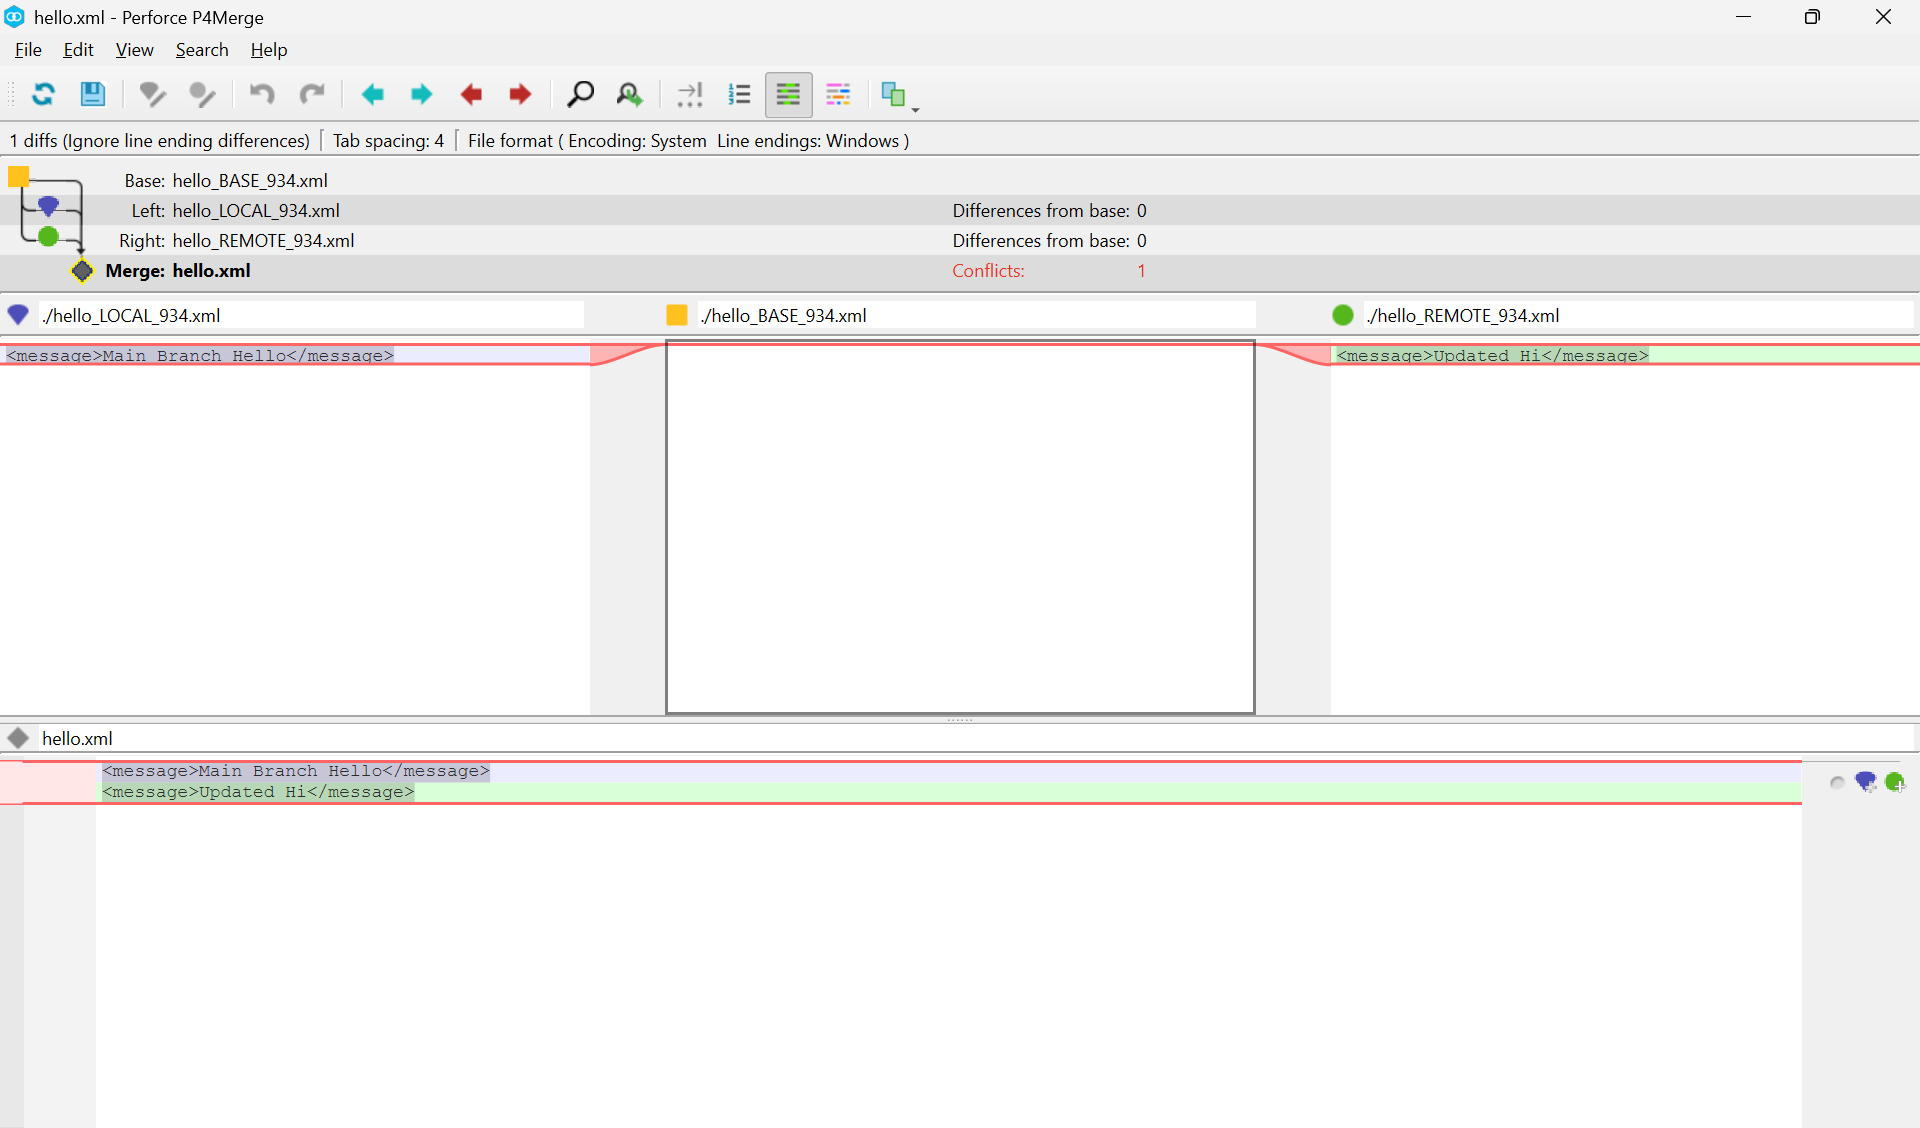 hello.xml - Perforce P4Merge
File Edit View Search Help
1 diffs (Ignore line ending differences) Tab spacing: 4 File format ( Encoding: System Line endings: Windows )
Base: hello_BASE_934.xml
Left: hello_LOCAL_934.xml Differences from base: 0
Right: hello_REMOTE_934.xml Differences from base: 0
Merge: hello.xml Conflicts: 1
./hello_LOCAL_934.xml ./hello_BASE_934.xml ./hello_REMOTE_934.xml
<message>Main Branch Hello</message> <message>Updated Hi</message>
hello.xml
<message>Main Branch Hello</message>
<message>Updated Hi</message>